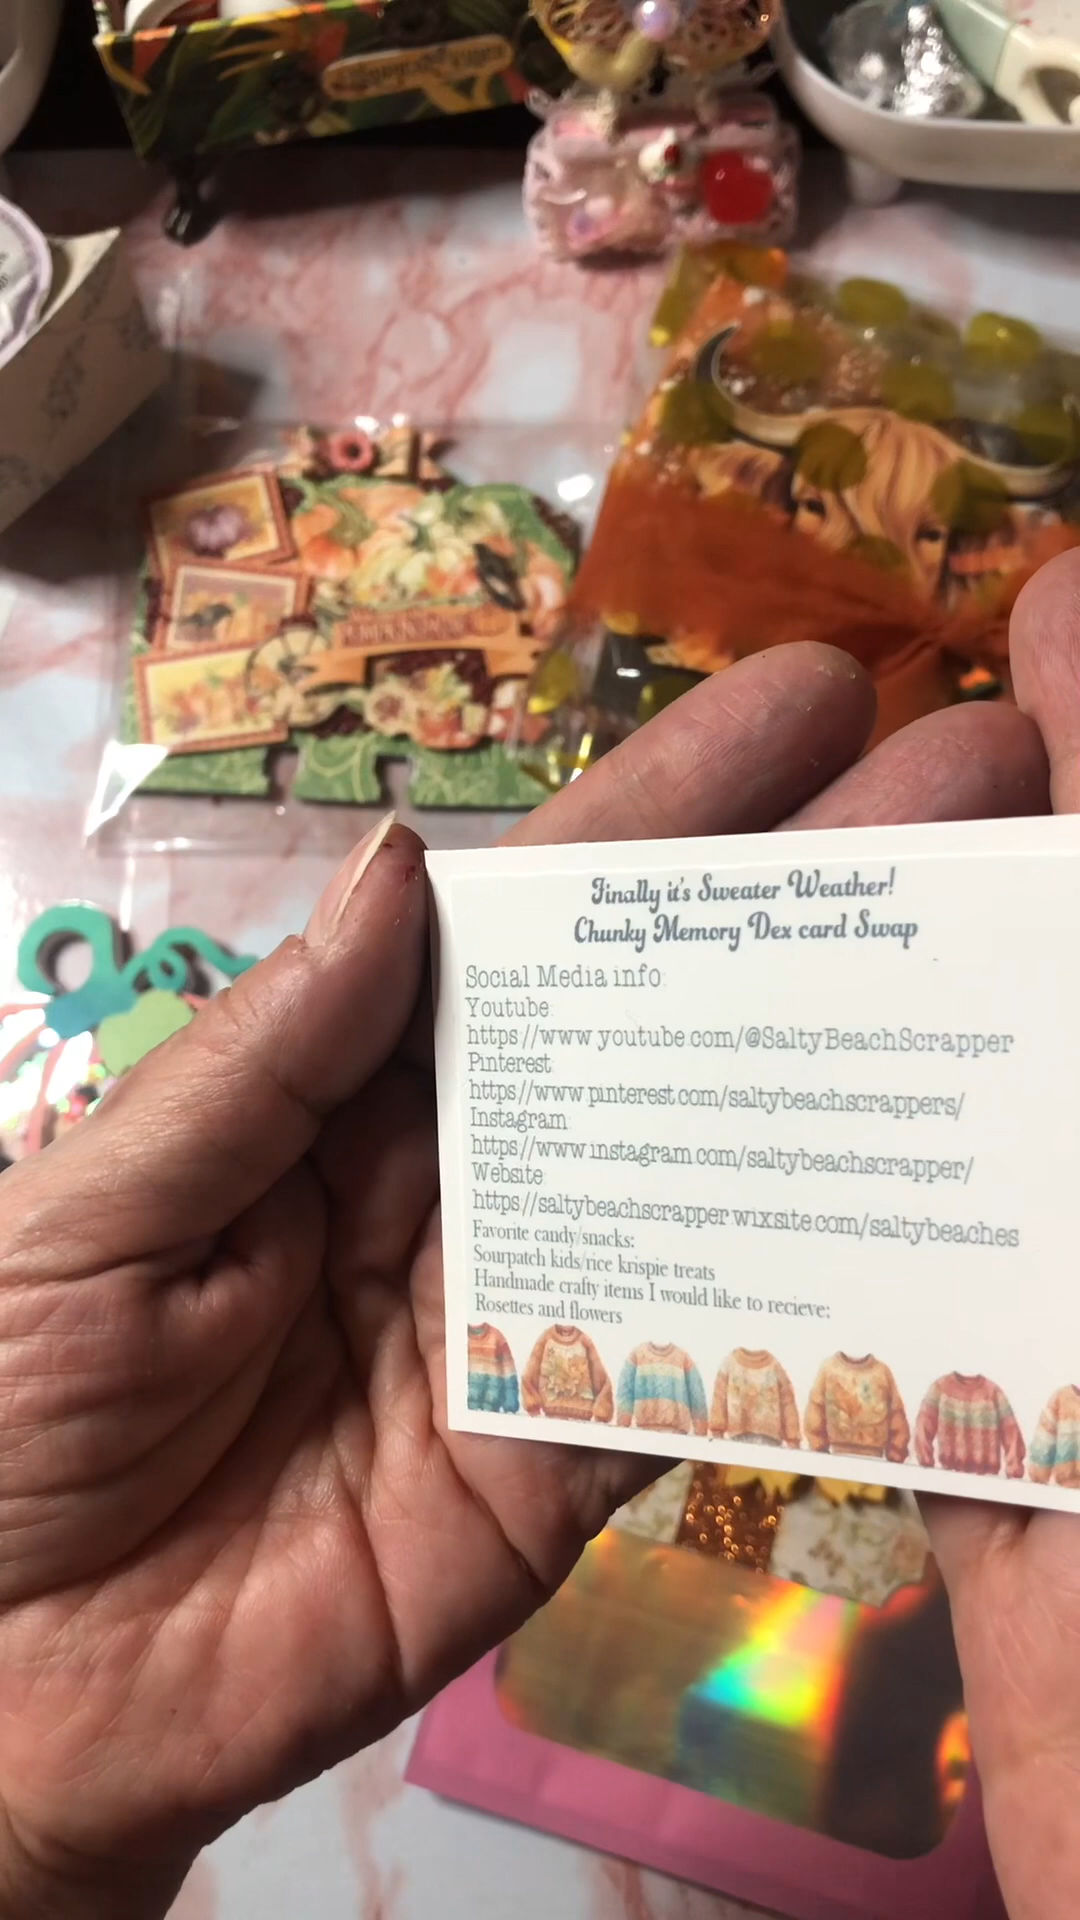 Finally it's Sweater Weather!
Chunky Memory Dex card Swap
Social Media info:
Youtube:
https://www.youtube.com/@SaltyBeachScrapper
Pinterest:
https://www.pinterest.com/saltybeachscrappers/
Instagram:
https://www.instagram.com/saltybeachscrapper/
Website:
https://saltybeachscrapper.wixsite.com/saltybeaches
Favorite candy/snacks:
Sourpatch kids/rice krispie treats
Handmade crafty items I would like to recieve:
Rosettes and flowers